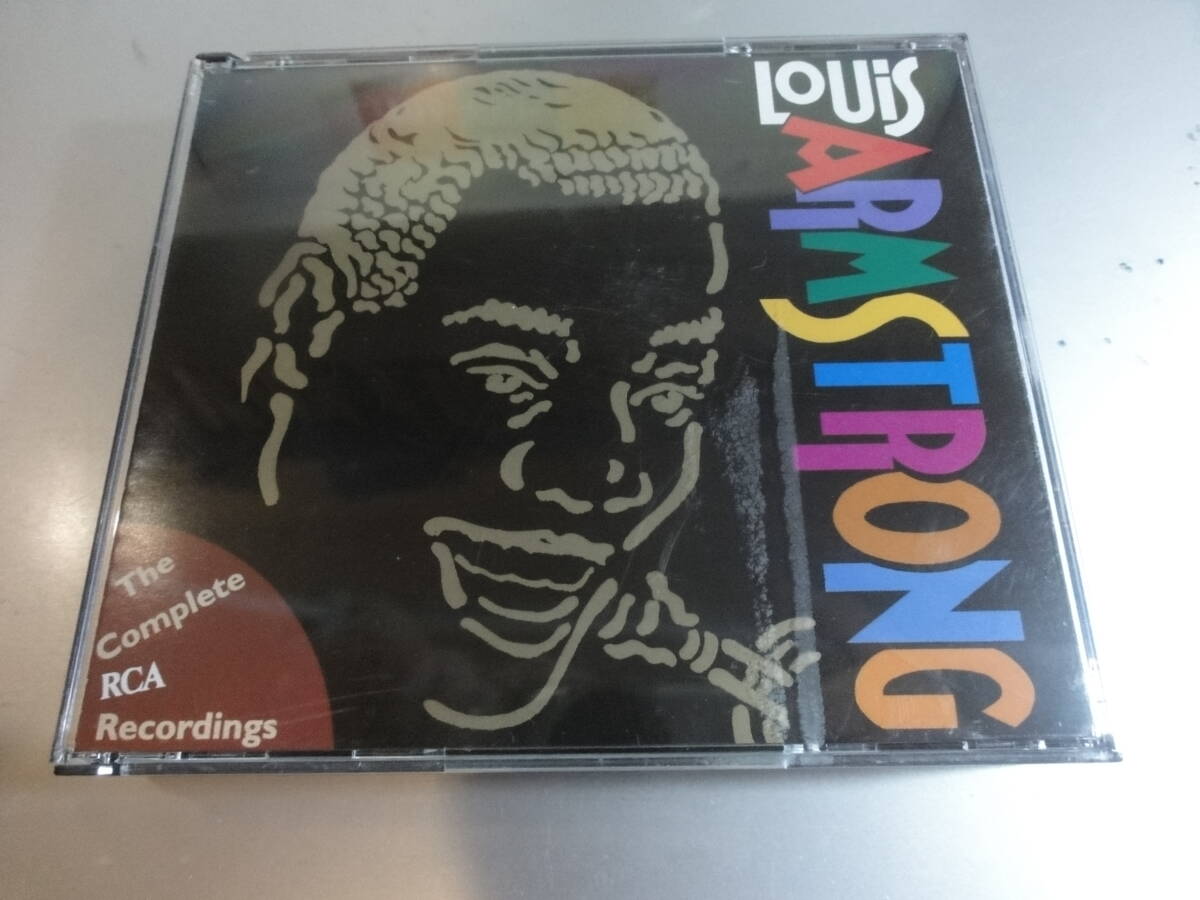 LOUiS
ARMSTRONG
The
Complete
RCA
Recordings